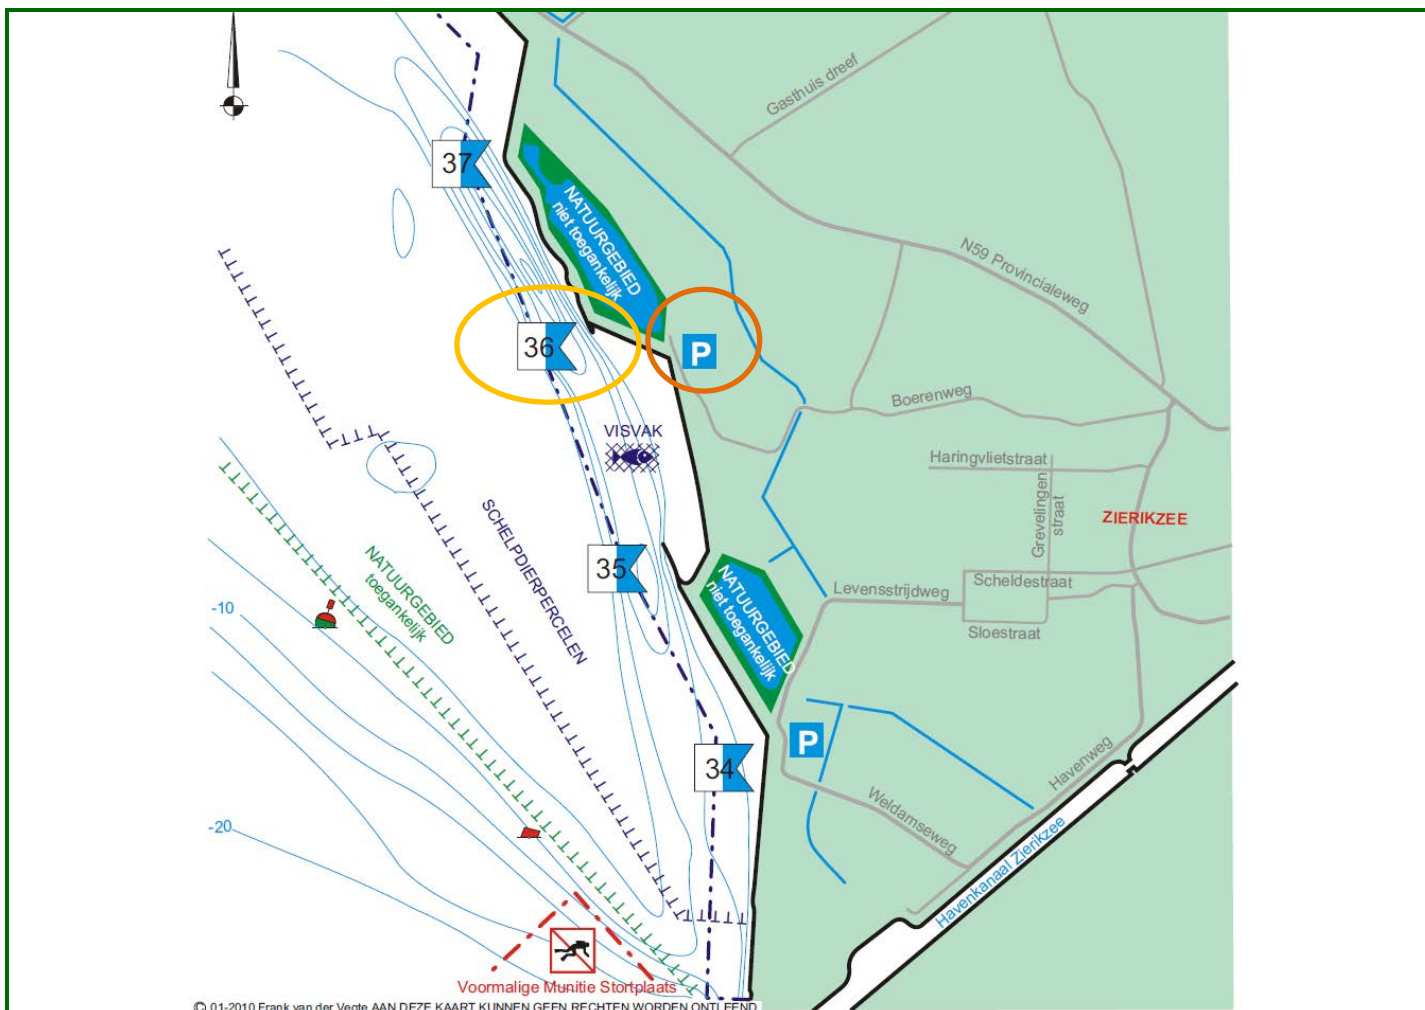 Gasthuis dreef
37
NATUURGEBIED
niet toegankelijk
N59 Provincialeweg
36
P
Boerenweg
VISVAK
Haringvlietstraat
Grevelingen
straat
ZIERIKZEE
SCHELPDIERPERCELEN
35
NATUURGEBIED
toegankelijk
NATUURGEBIED
niet toegankelijk
Scheldestraat
Levensstrijdweg
Sloestraat
-10
P
34
Havenweg
Weldamseweg
-20
Havenkanaal Zierikzee
Voormalige Munitie Stortplaats
© 01-2010 Frank van der Vegte AAN DEZE KAART KUNNEN GEEN RECHTEN WORDEN ONTLEEND